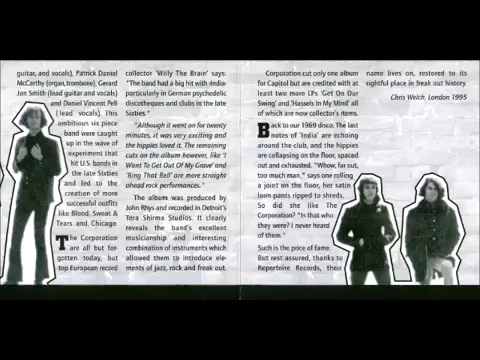 guitar, and vocals), Patrick Daniel
McCarthy (organ, trombone), Gerard
Jon Smith (lead guitar and vocals)
and Daniel Vincent Pell
(lead vocals). This
ambitious six piece
band were caught
up in the wave of
experiment that
hit U.S. bands in
the late Sixties
and led to the
creation of more
successful outfits
like Blood, Sweat &
Tears and Chicago.
The Corporation
are all but for-
gotten today, but
top European record
collector 'Willy The Brain' says:
"The band had a big hit with ‹India›
particularly in German psychedelic
discotheques and clubs in the late
Sixties."
"Although it went on for twenty
minutes, it was very exciting and
the hippies loved it. The remaining
cuts on the album however, like 'I
Want To Get Out Of My Grave' and
'Ring That Bell' are more straight
ahead rock performances."
The album was produced by
John Rhys and recorded in Detroit's
Tera Shirma Studios. It clearly
reveals the band's excellent
musicianship and interesting
combination of instruments which
allowed them to introduce ele-
ments of jazz, rock and freak out.
Corporation cut only one album
for Capitol but are credited with at
least two more LPs 'Get On Our
Swing' and 'Hassels In My Mind' all
of which are now collector's items.
Back to our 1969 disco. The last
notes of 'India' are echoing
around the club, and the hippies
are collapsing on the floor, spaced
out and exhausted. "Whow, far out,
too much man," says one rolling
a joint on the floor, her satin
loon pants ripped to shreds.
So did she like The
Corporation? "Is that who
they were? I never heard
of them."
Such is the price of fame.
But rest assured, thanks to
Repertoire Records, their
name lives on, restored to its
rightful place in freak out history.
Chris Welch. London 1995